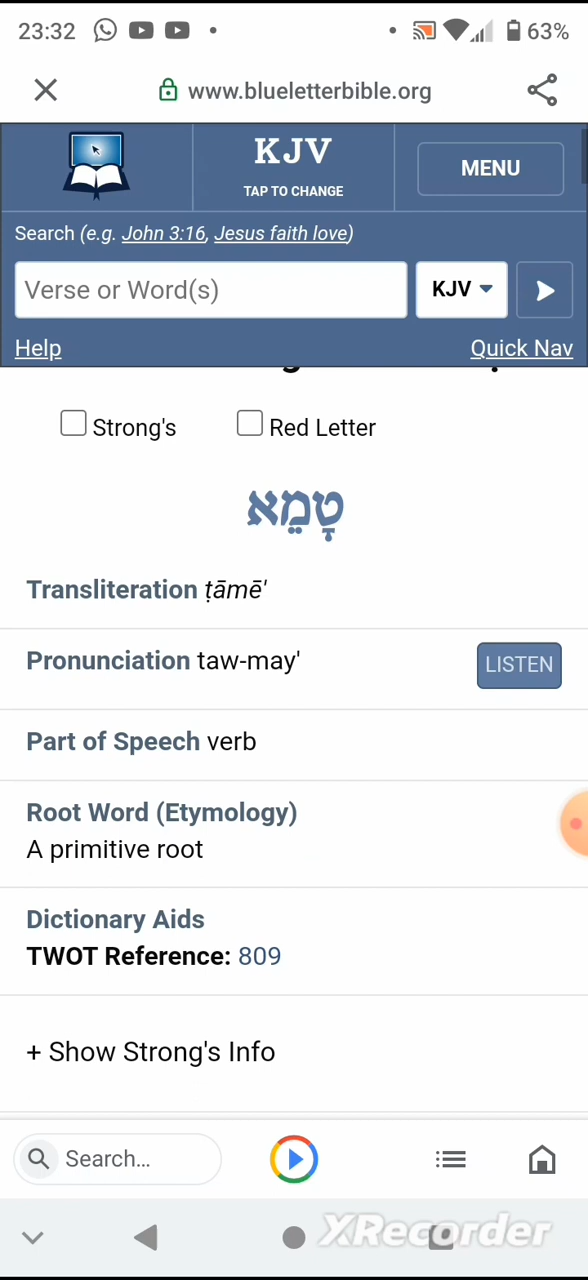 23:32 63%
www.blueletterbible.org
KJV
TAP TO CHANGE
MENU
Search (e.g. John 3:16, Jesus faith love)
Verse or Word(s)
KJV
Help Quick Nav
Strong's Red Letter
טָמֵא
Transliteration ṭāmē'
Pronunciation taw-may' LISTEN
Part of Speech verb
Root Word (Etymology)
A primitive root
Dictionary Aids
TWOT Reference: 809
+ Show Strong's Info
Search...
XRecorder